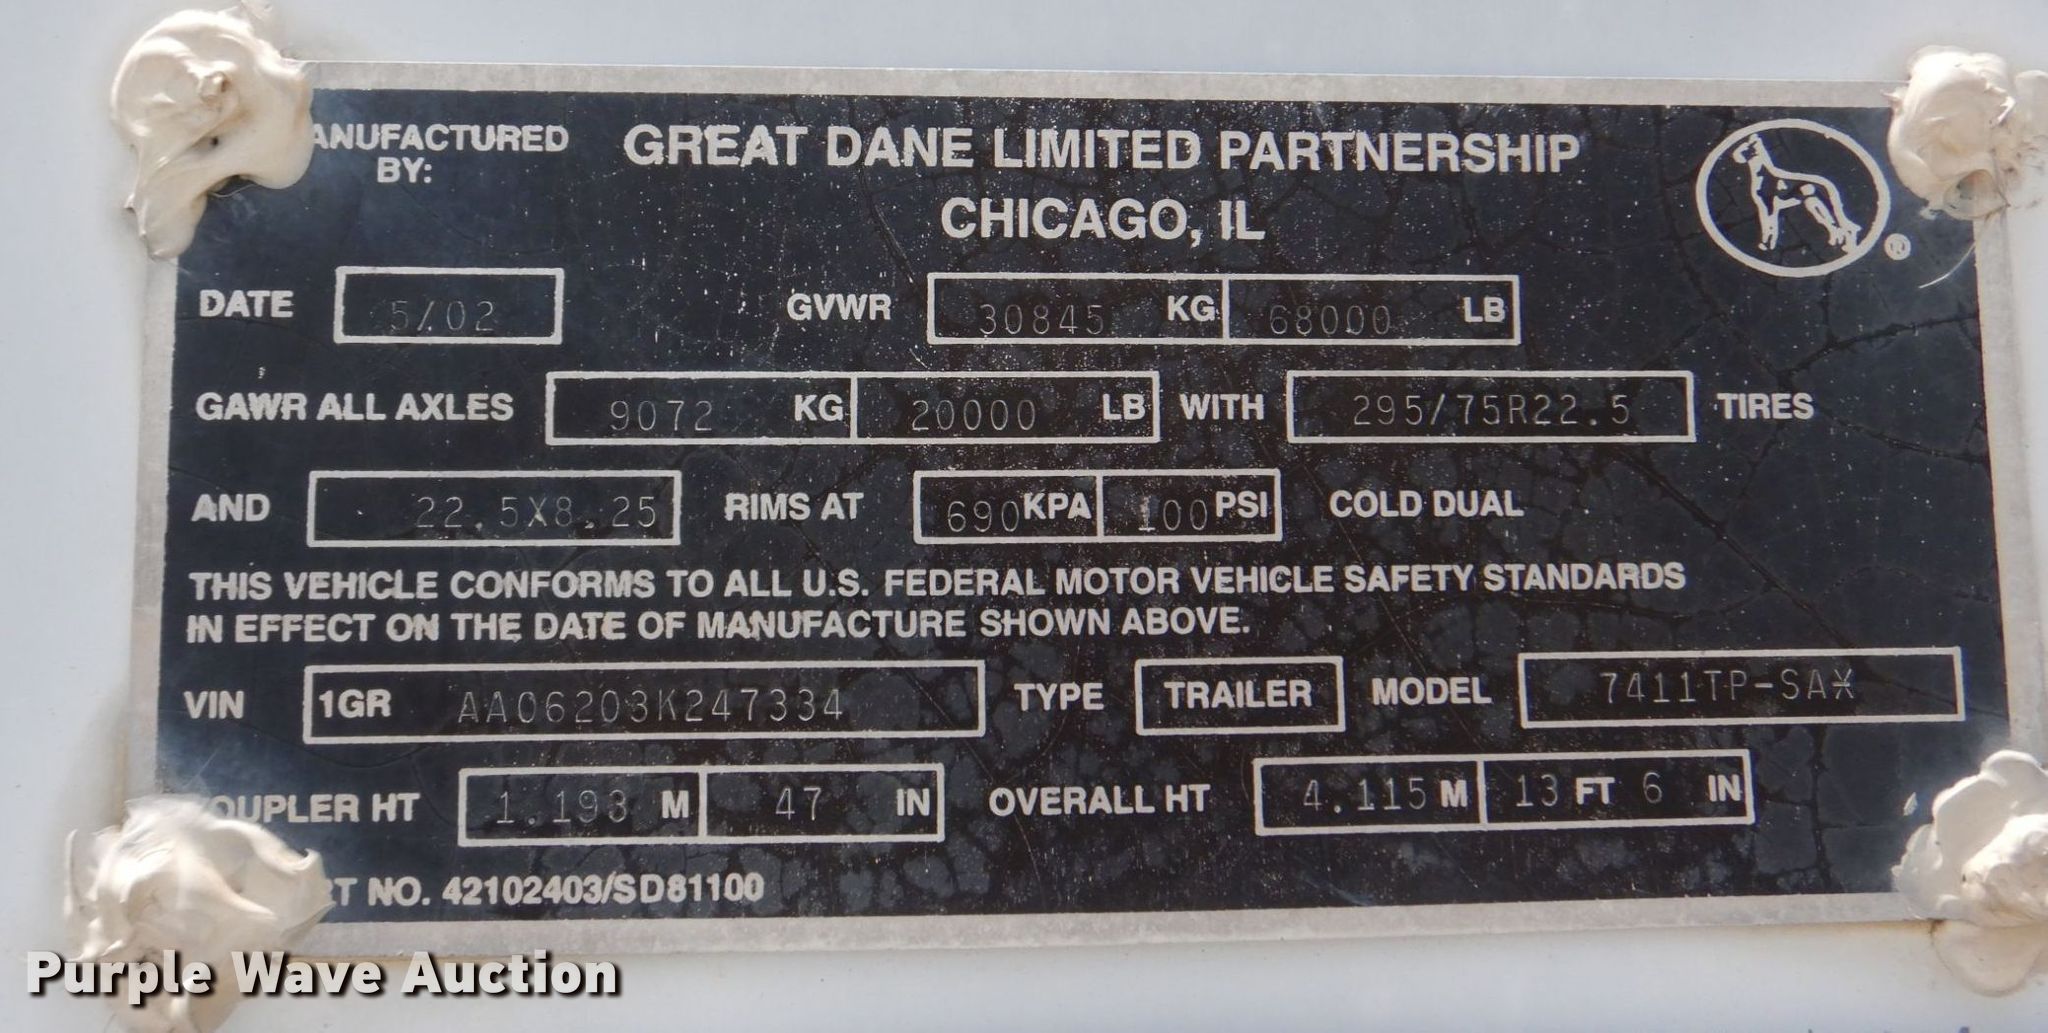 ANUFACTURED BY: GREAT DANE LIMITED PARTNERSHIP
CHICAGO, IL
®
DATE 5/02 GVWR 30845 KG 68000 LB
GAWR ALL AXLES 9072 KG 20000 LB WITH 295/75R22.5 TIRES
AND 22.5X8.25 RIMS AT 690 KPA 100 PSI COLD DUAL
THIS VEHICLE CONFORMS TO ALL U.S. FEDERAL MOTOR VEHICLE SAFETY STANDARDS
IN EFFECT ON THE DATE OF MANUFACTURE SHOWN ABOVE.
VIN 1GR AA06203K247334 TYPE TRAILER MODEL 7411TP-SAX
OUPLER HT 1.193 M 47 IN OVERALL HT 4.115 M 13 FT 6 IN
RT NO. 42102403/SD81100
Purple Wave Auction